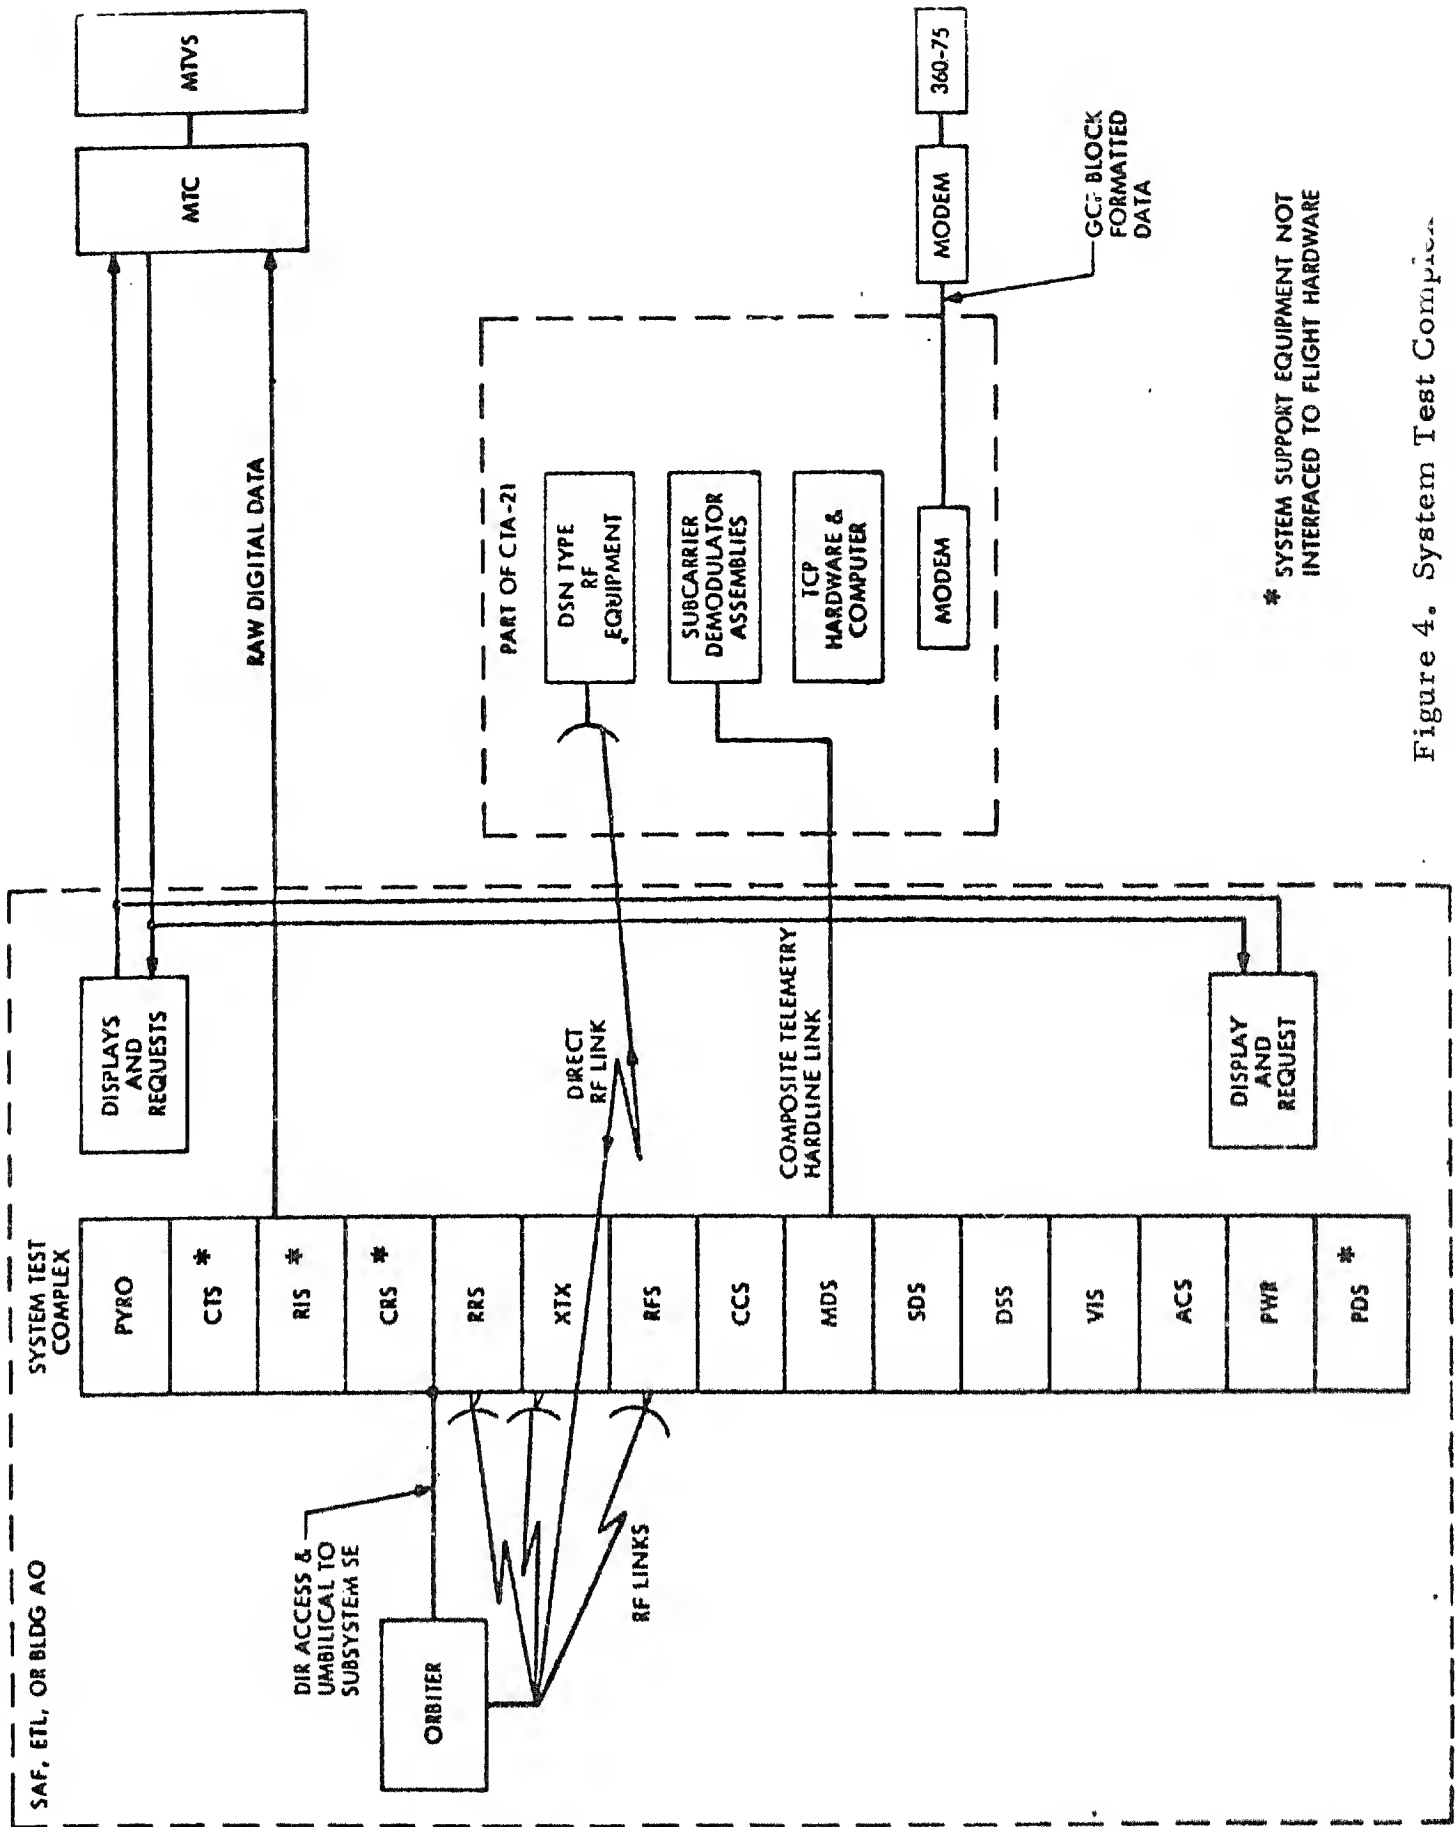 SAF, ETL, OR BLDG AO
SYSTEM TEST
COMPLEX
PYRO
CTS *
RIS *
CRS *
RRS
XTX
RFS
CCS
MDS
SDS
DSS
VIS
ACS
PWR
PDS *
ORBITER
DIR ACCESS &
UMBILICAL TO
SUBSYSTEM SE
RF LINKS
DISPLAYS
AND
REQUESTS
DIRECT
RF LINK
COMPOSITE TELEMETRY
HARDLINE LINK
DISPLAY
AND
REQUEST
RAW DIGITAL DATA
MTC
MTVS
PART OF CTA-21
DSN TYPE
RF
EQUIPMENT
SUBCARRIER
DEMODULATOR
ASSEMBLIES
TCP
HARDWARE &
COMPUTER
MODEM
MODEM
360-75
BLOCK
FORMATTED
DATA
* SYSTEM SUPPORT EQUIPMENT NOT
INTERFACED TO FLIGHT HARDWARE
Figure 4. System Test